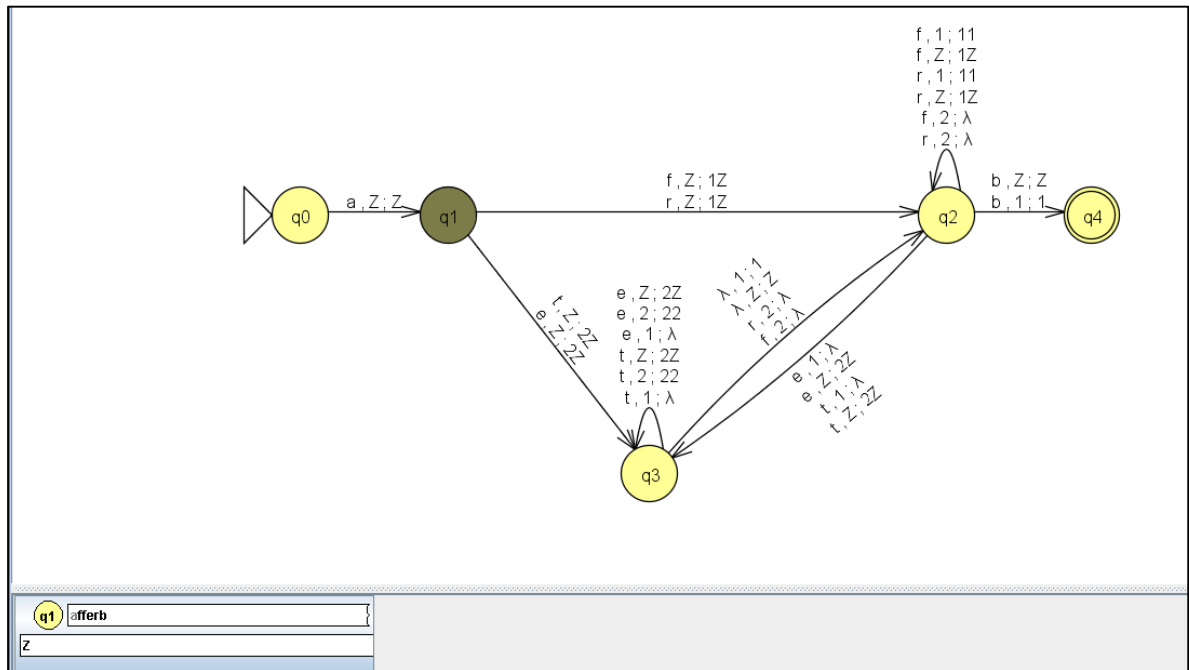 f , 1 ; 11
f , Z ; 1Z
r , 1 ; 11
r , Z ; 1Z
f , 2 ; λ
r , 2 ; λ
q0
a , Z ; Z
q1
f , Z ; 1Z
r , Z ; 1Z
q2
b , Z ; Z
b , 1 ; 1
q4
t , Z ; 2Z
e , Z ; 2Z
e , Z ; 2Z
e , 2 ; 22
e , 1 ; λ
t , Z ; 2Z
t , 2 ; 22
t , 1 ; λ
λ , 1 ; 1
λ , Z ; Z
r , 2 ; λ
f , 2 ; λ
e , 1 ; λ
e , Z ; 2Z
t , 1 ; λ
t , Z ; 2Z
q3
q1 afferb
Z